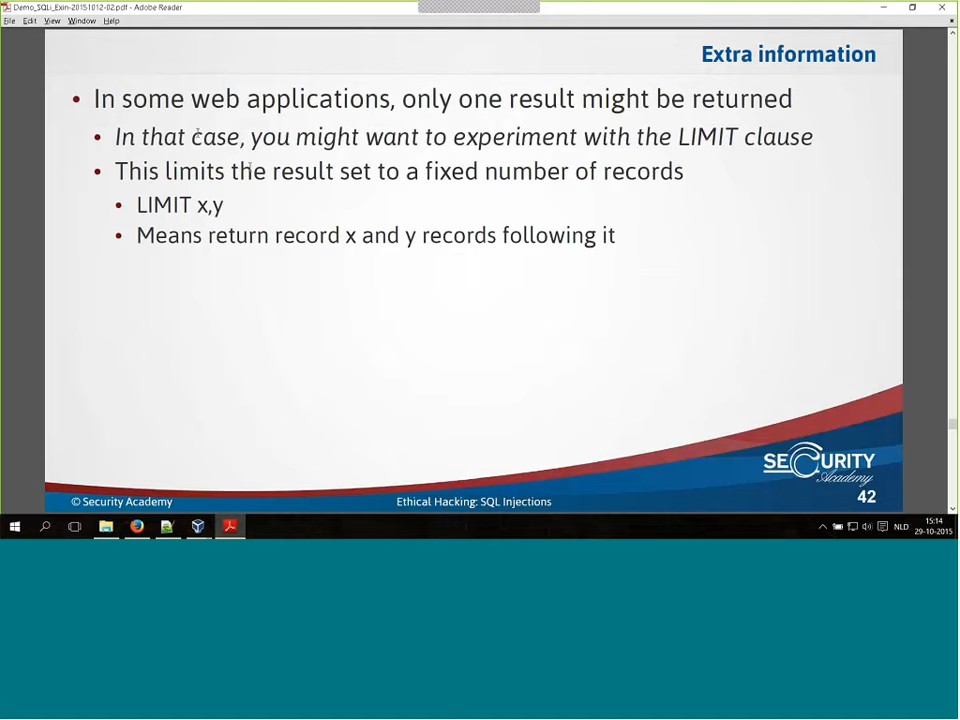 Demo_SQLi_Exin-20151012-02.pdf - Adobe Reader
File Edit View Window Help
Extra information
• In some web applications, only one result might be returned
• In that case, you might want to experiment with the LIMIT clause
• This limits the result set to a fixed number of records
• LIMIT x,y
• Means return record x and y records following it
SECURITY
Academy
© Security Academy
Ethical Hacking: SQL Injections
42
NLD
15:14
29-10-2015